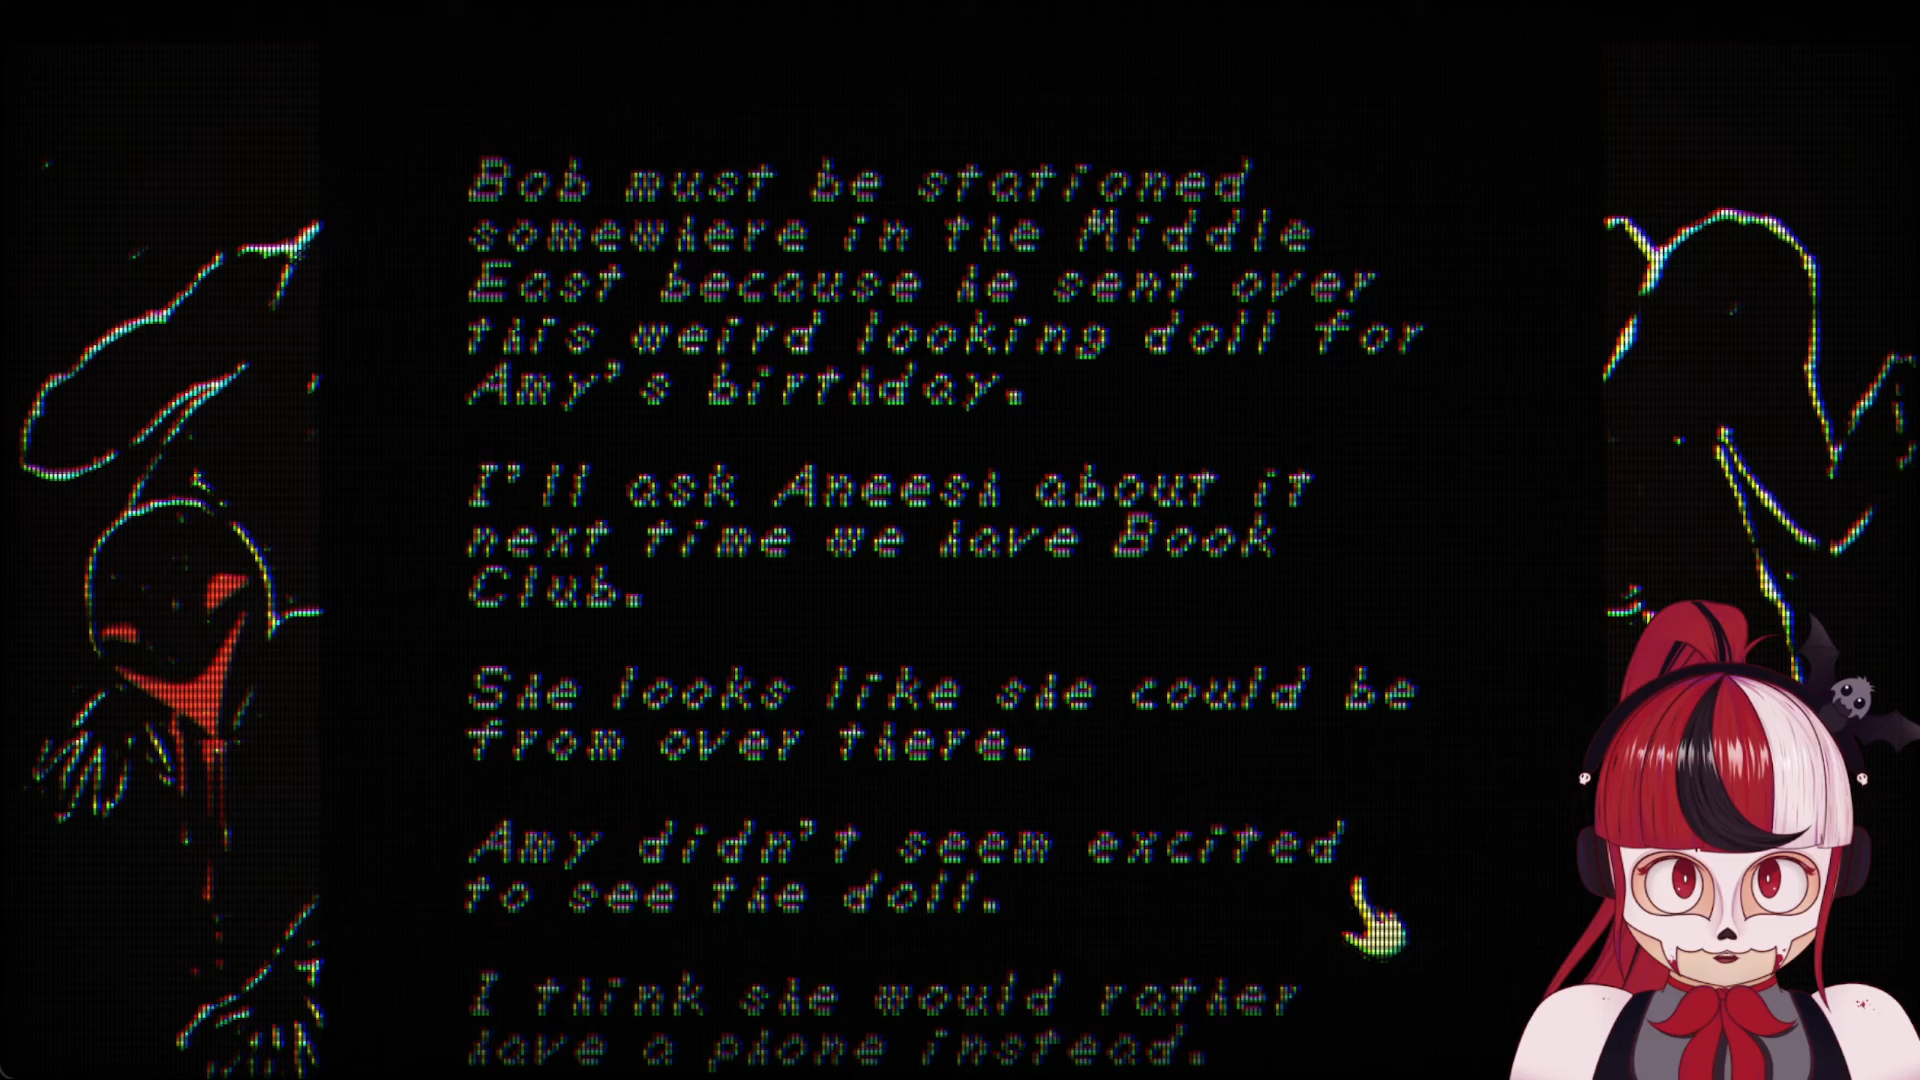 Bob must be stationed
somewhere in the Middle
East because he sent over
this weird looking doll for
Amy's birthday.
I'll ask Aneesh about it
next time we have Book
Club.
She looks like she could be
from over there.
Amy didn't seem excited
to see the doll.
I think she would rather
have a phone instead.